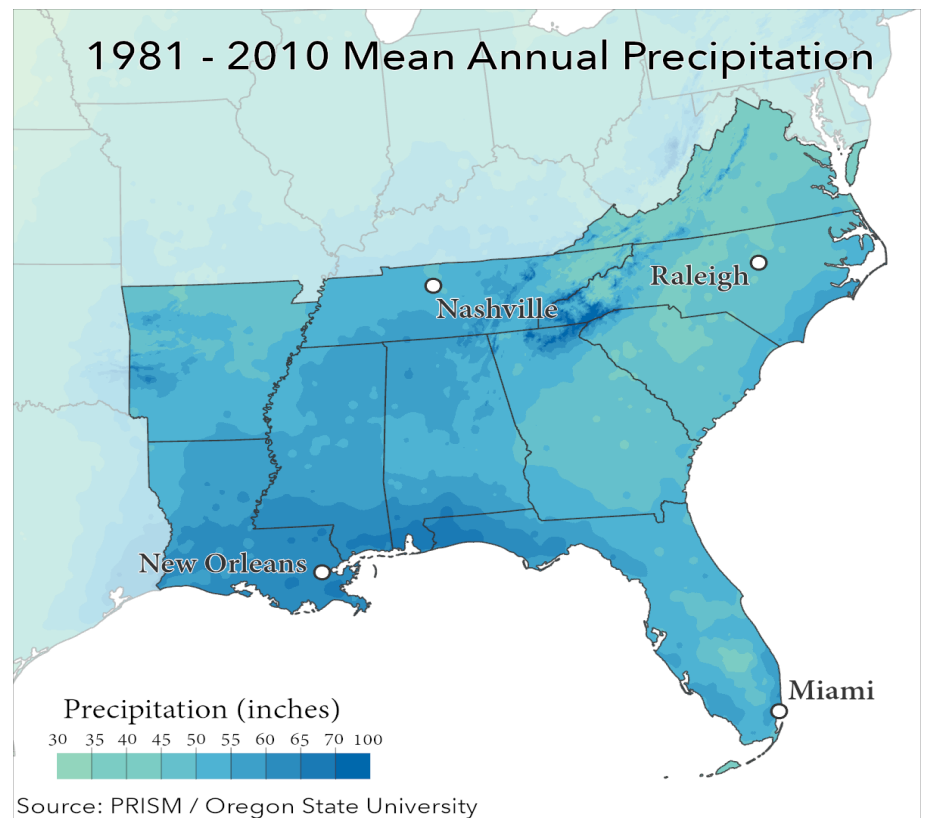 1981 - 2010 Mean Annual Precipitation
Raleigh
Nashville
New Orleans
Miami
Precipitation (inches)
30 35 40 45 50 55 60 65 70 100
Source: PRISM / Oregon State University